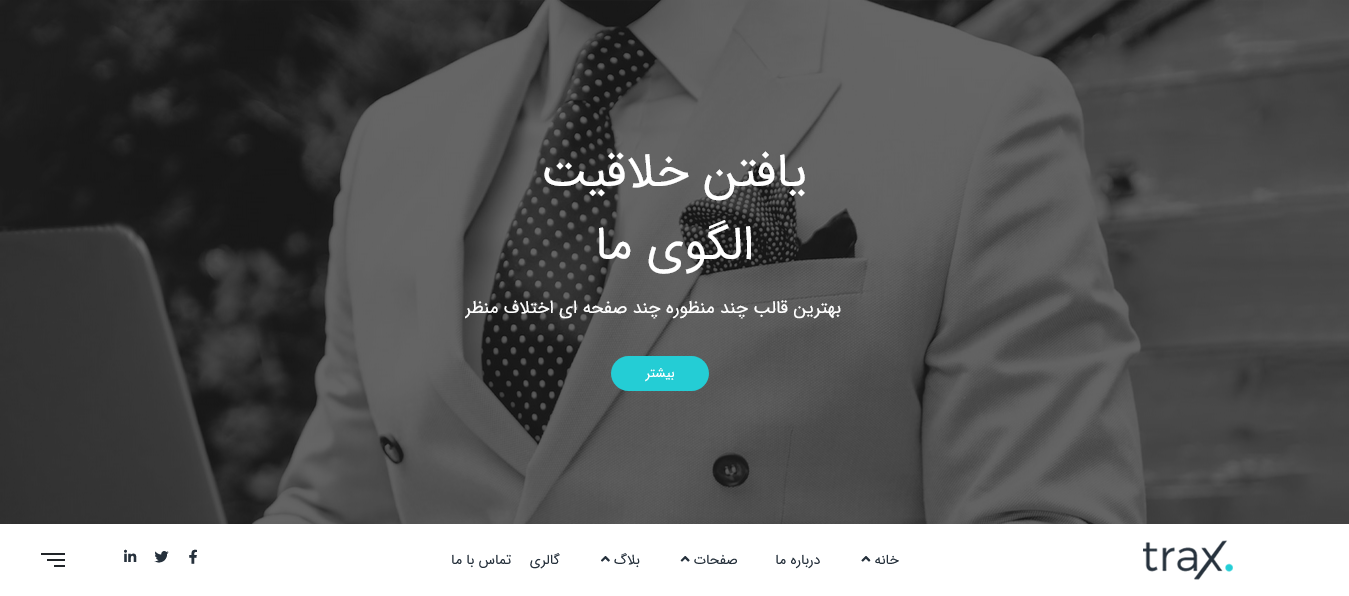 یافتن خلاقیت
الگوی ما
بهترین قالب چند منظوره چند صفحه ای اختلاف منظر
بیشتر
trax.
خانه
درباره ما
صفحات
بلاگ
گالری
تماس با ما